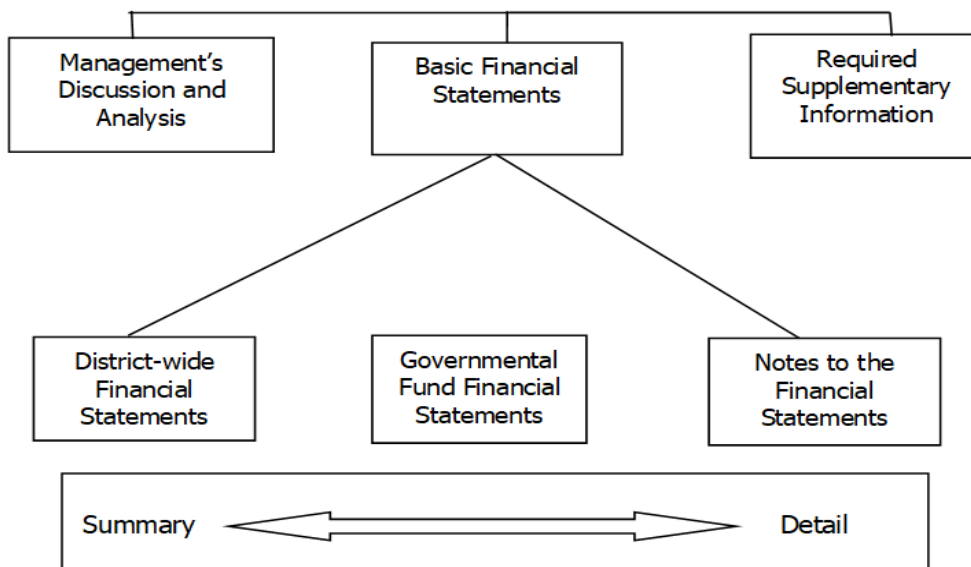 Management's
Discussion and
Analysis
Basic Financial
Statements
Required
Supplementary
Information
District-wide
Financial
Statements
Governmental
Fund Financial
Statements
Notes to the
Financial
Statements
Summary
Detail